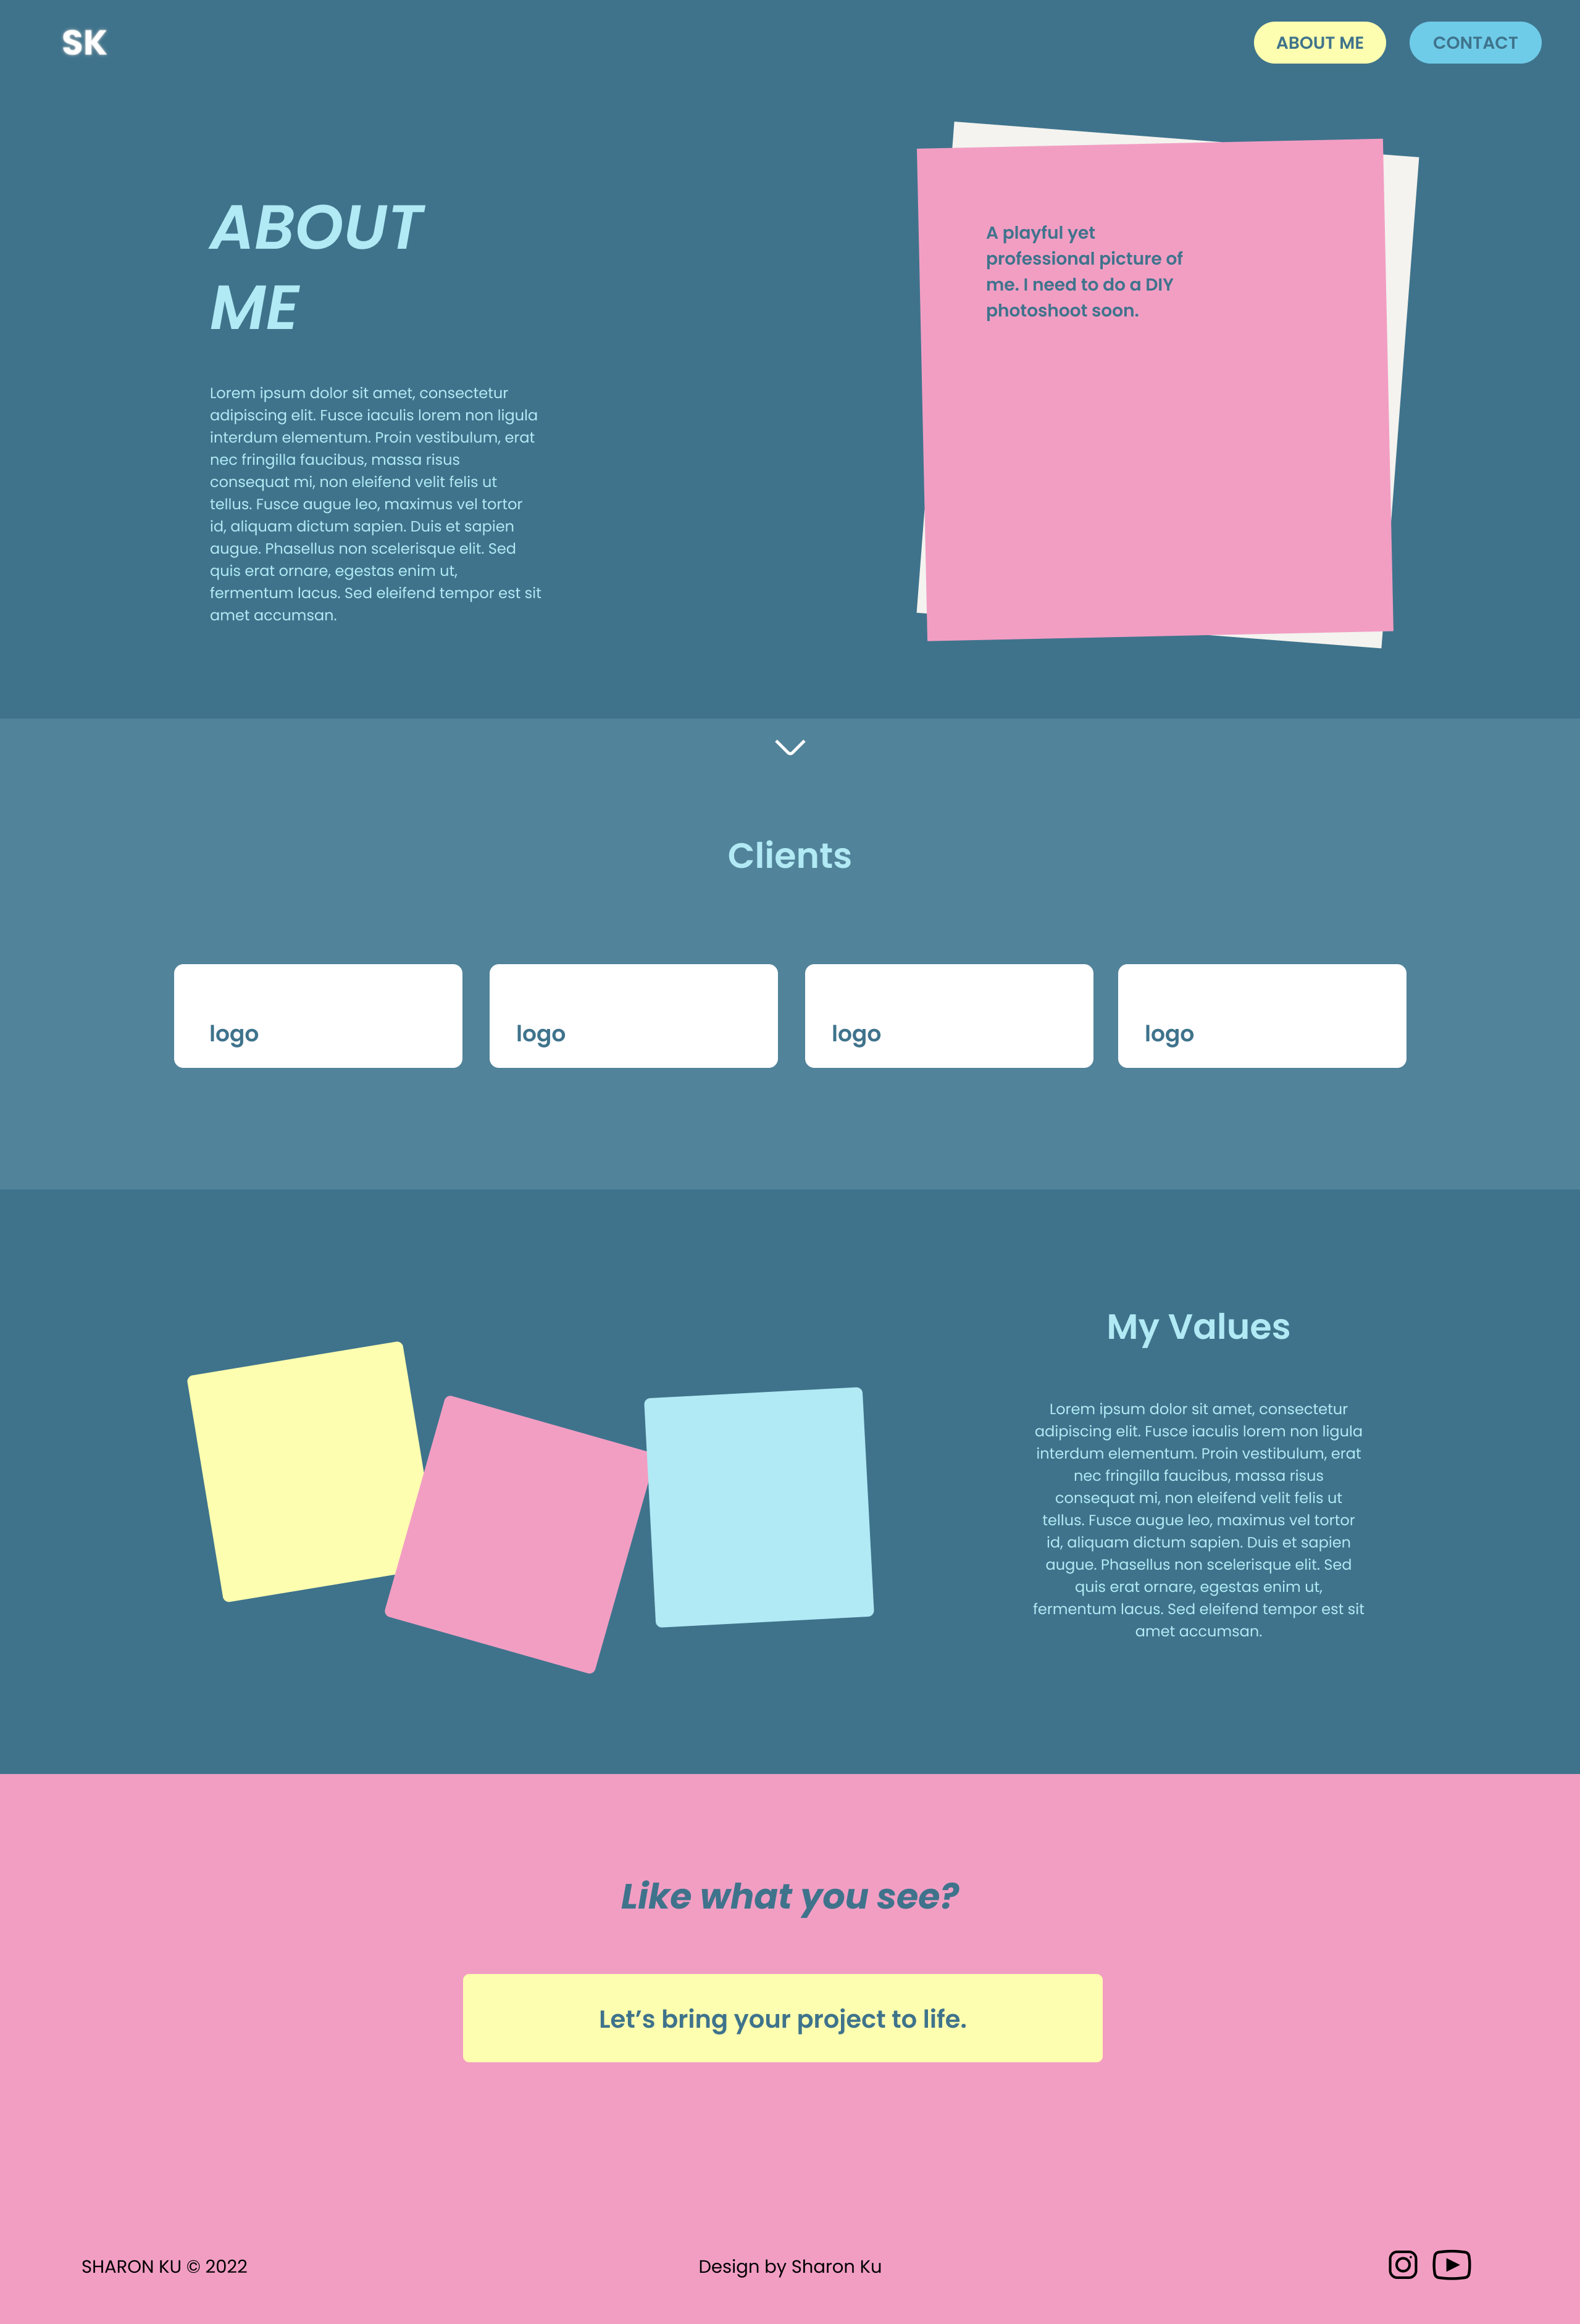 SK
ABOUT ME
CONTACT
ABOUT
ME
Lorem ipsum dolor sit amet, consectetur
adipiscing elit. Fusce iaculis lorem non ligula
interdum elementum. Proin vestibulum, erat
nec fringilla faucibus, massa risus
consequat mi, non eleifend velit felis ut
tellus. Fusce augue leo, maximus vel tortor
id, aliquam dictum sapien. Duis et sapien
augue. Phasellus non scelerisque elit. Sed
quis erat ornare, egestas enim ut,
fermentum lacus. Sed eleifend tempor est sit
amet accumsan.
A playful yet
professional picture of
me. I need to do a DIY
photoshoot soon.
Clients
logo
logo
logo
logo
My Values
Lorem ipsum dolor sit amet, consectetur
adipiscing elit. Fusce iaculis lorem non ligula
interdum elementum. Proin vestibulum, erat
nec fringilla faucibus, massa risus
consequat mi, non eleifend velit felis ut
tellus. Fusce augue leo, maximus vel tortor
id, aliquam dictum sapien. Duis et sapien
augue. Phasellus non scelerisque elit. Sed
quis erat ornare, egestas enim ut,
fermentum lacus. Sed eleifend tempor est sit
amet accumsan.
Like what you see?
Let’s bring your project to life.
SHARON KU © 2022
Design by Sharon Ku